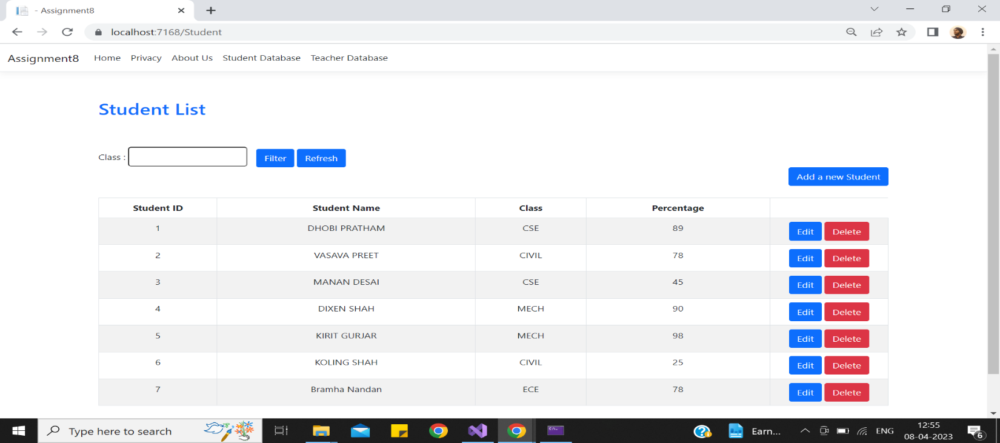 - Assignment8
localhost:7168/Student
Assignment8 Home Privacy About Us Student Database Teacher Database
Student List
Class : Filter Refresh
Add a new Student
Student ID Student Name Class Percentage
1 DHOBI PRATHAM CSE 89 Edit Delete
2 VASAVA PREET CIVIL 78 Edit Delete
3 MANAN DESAI CSE 45 Edit Delete
4 DIXEN SHAH MECH 90 Edit Delete
5 KIRIT GURJAR MECH 98 Edit Delete
6 KOLING SHAH CIVIL 25 Edit Delete
7 Bramha Nandan ECE 78 Edit Delete
Type here to search Earn... ENG 12:55
08-04-2023 6